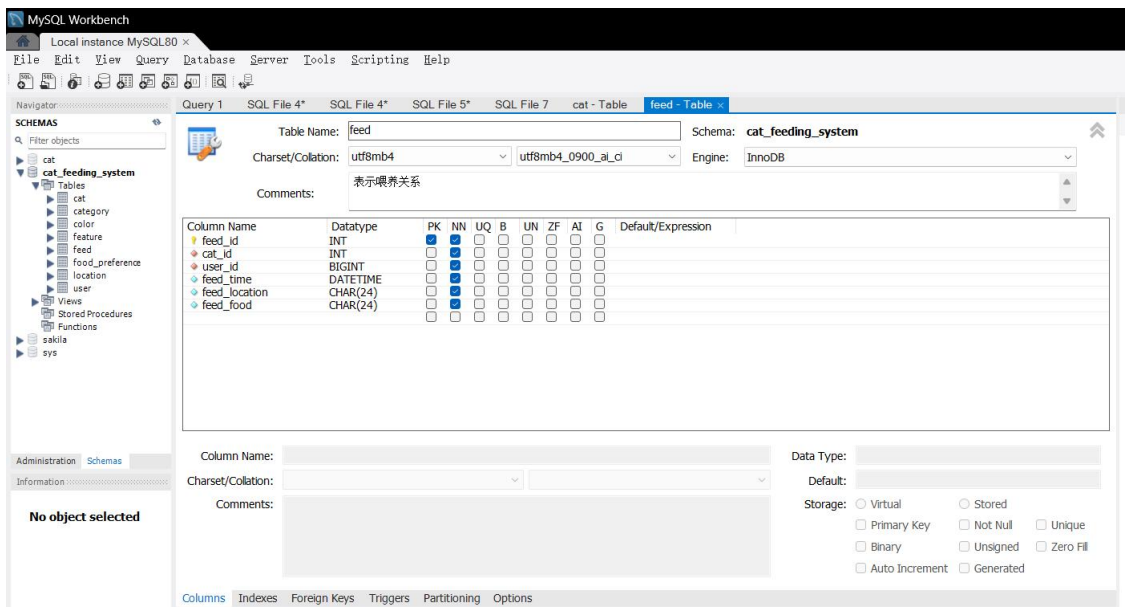 MySQL Workbench
Local instance MySQL80 ×
File Edit View Query Database Server Tools Scripting Help
Navigator
Query 1 SQL File 4* SQL File 4* SQL File 5* SQL File 7 cat - Table feed - Table ×
SCHEMAS
Filter objects
cat
cat_feeding_system
Tables
cat
category
color
feature
feed
food_preference
location
user
Views
Stored Procedures
Functions
sakila
sys
Administration Schemas
Information
No object selected
Table Name: feed Schema: cat_feeding_system
Charset/Collation: utf8mb4 utf8mb4_0900_ai_ci Engine: InnoDB
Comments: 表示喂养关系
Column Name Datatype PK NN UQ B UN ZF AI G Default/Expression
feed_id INT
cat_id INT
user_id BIGINT
feed_time DATETIME
feed_location CHAR(24)
feed_food CHAR(24)
Column Name: Data Type:
Charset/Collation: Default:
Comments: Storage: Virtual Stored
Primary Key Not Null Unique
Binary Unsigned Zero Fill
Auto Increment Generated
Columns Indexes Foreign Keys Triggers Partitioning Options